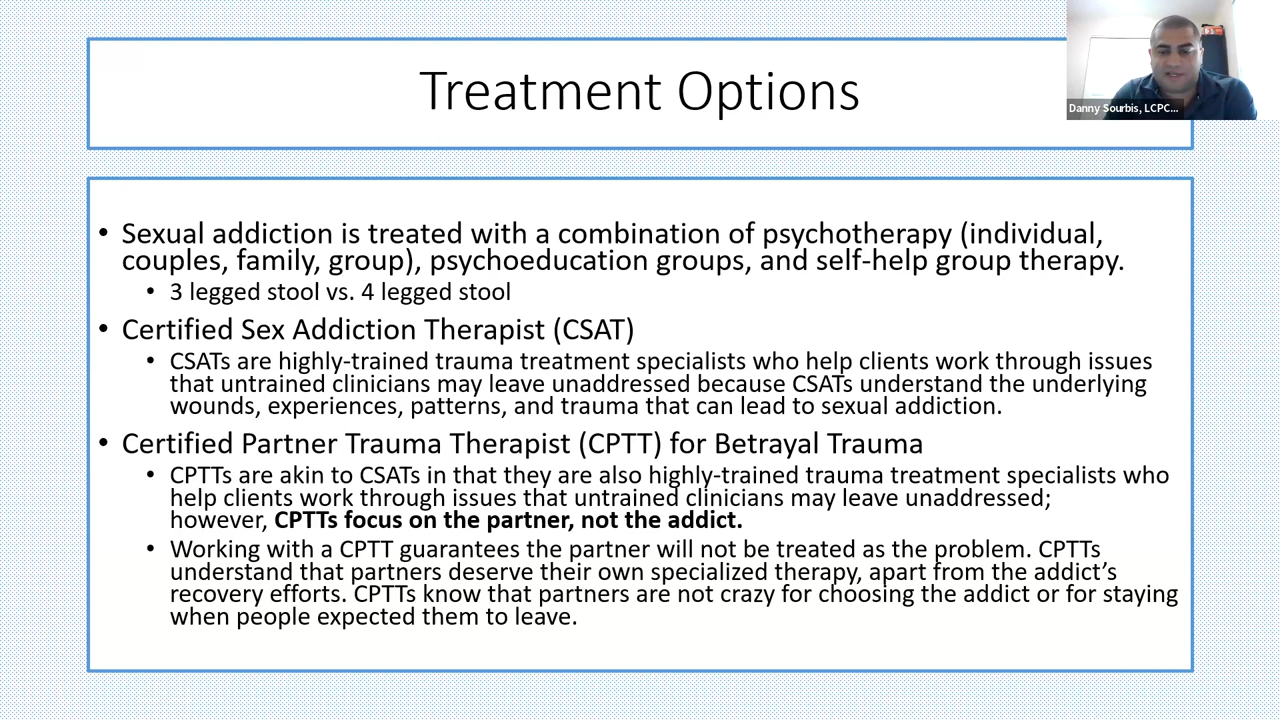 Treatment Options
Danny Sourbis, LCPC...
• Sexual addiction is treated with a combination of psychotherapy (individual,
couples, family, group), psychoeducation groups, and self-help group therapy.
• 3 legged stool vs. 4 legged stool
• Certified Sex Addiction Therapist (CSAT)
• CSATs are highly-trained trauma treatment specialists who help clients work through issues
that untrained clinicians may leave unaddressed because CSATs understand the underlying
wounds, experiences, patterns, and trauma that can lead to sexual addiction.
• Certified Partner Trauma Therapist (CPTT) for Betrayal Trauma
• CPTTs are akin to CSATs in that they are also highly-trained trauma treatment specialists who
help clients work through issues that untrained clinicians may leave unaddressed;
however, CPTTs focus on the partner, not the addict.
• Working with a CPTT guarantees the partner will not be treated as the problem. CPTTs
understand that partners deserve their own specialized therapy, apart from the addict’s
recovery efforts. CPTTs know that partners are not crazy for choosing the addict or for staying
when people expected them to leave.